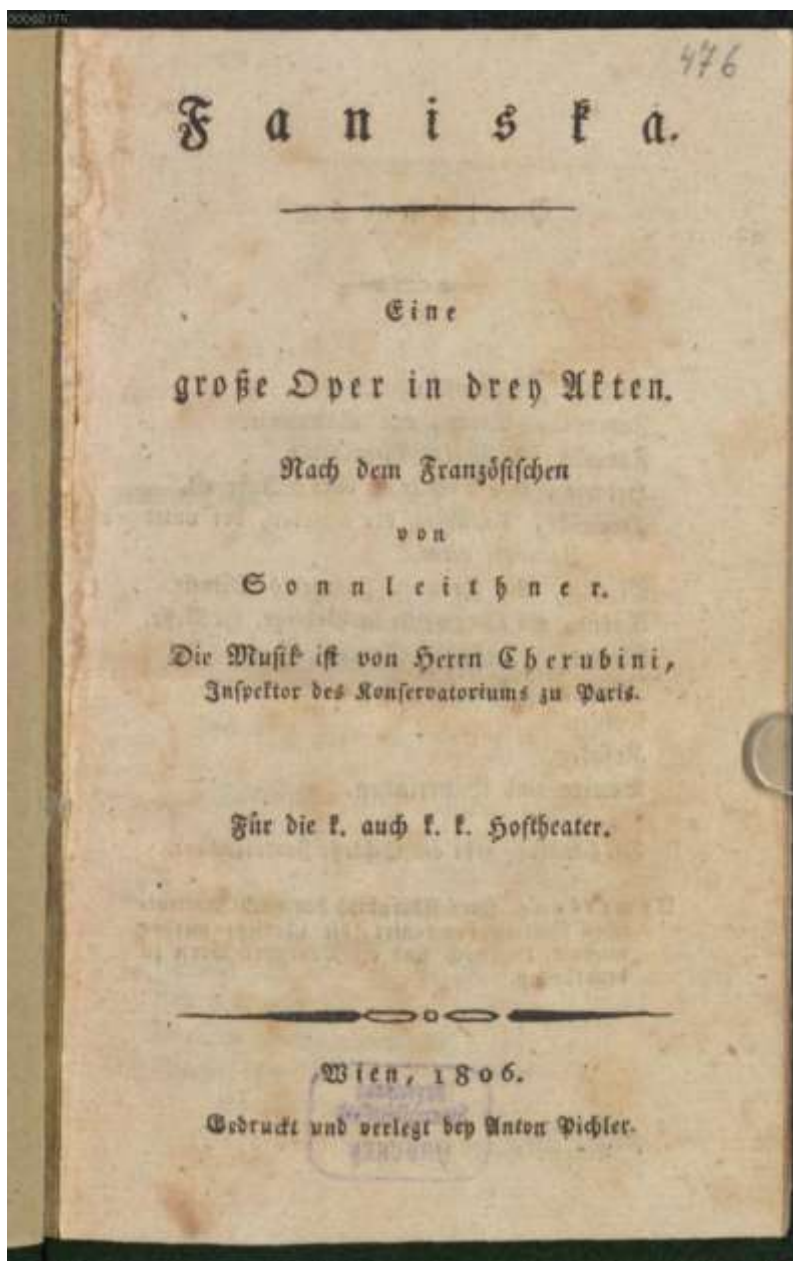 00062175
476
Faniska.
Eine
große Oper in drey Akten.
Nach dem Französischen
von
Sonnleithner.
Die Musik ist von Herrn Cherubini,
Inspektor des Konservatoriums zu Paris.
Für die k. auch k. k. Hoftheater.
Wien, 1806.
Gedruckt und verlegt bey Anton Pichler.